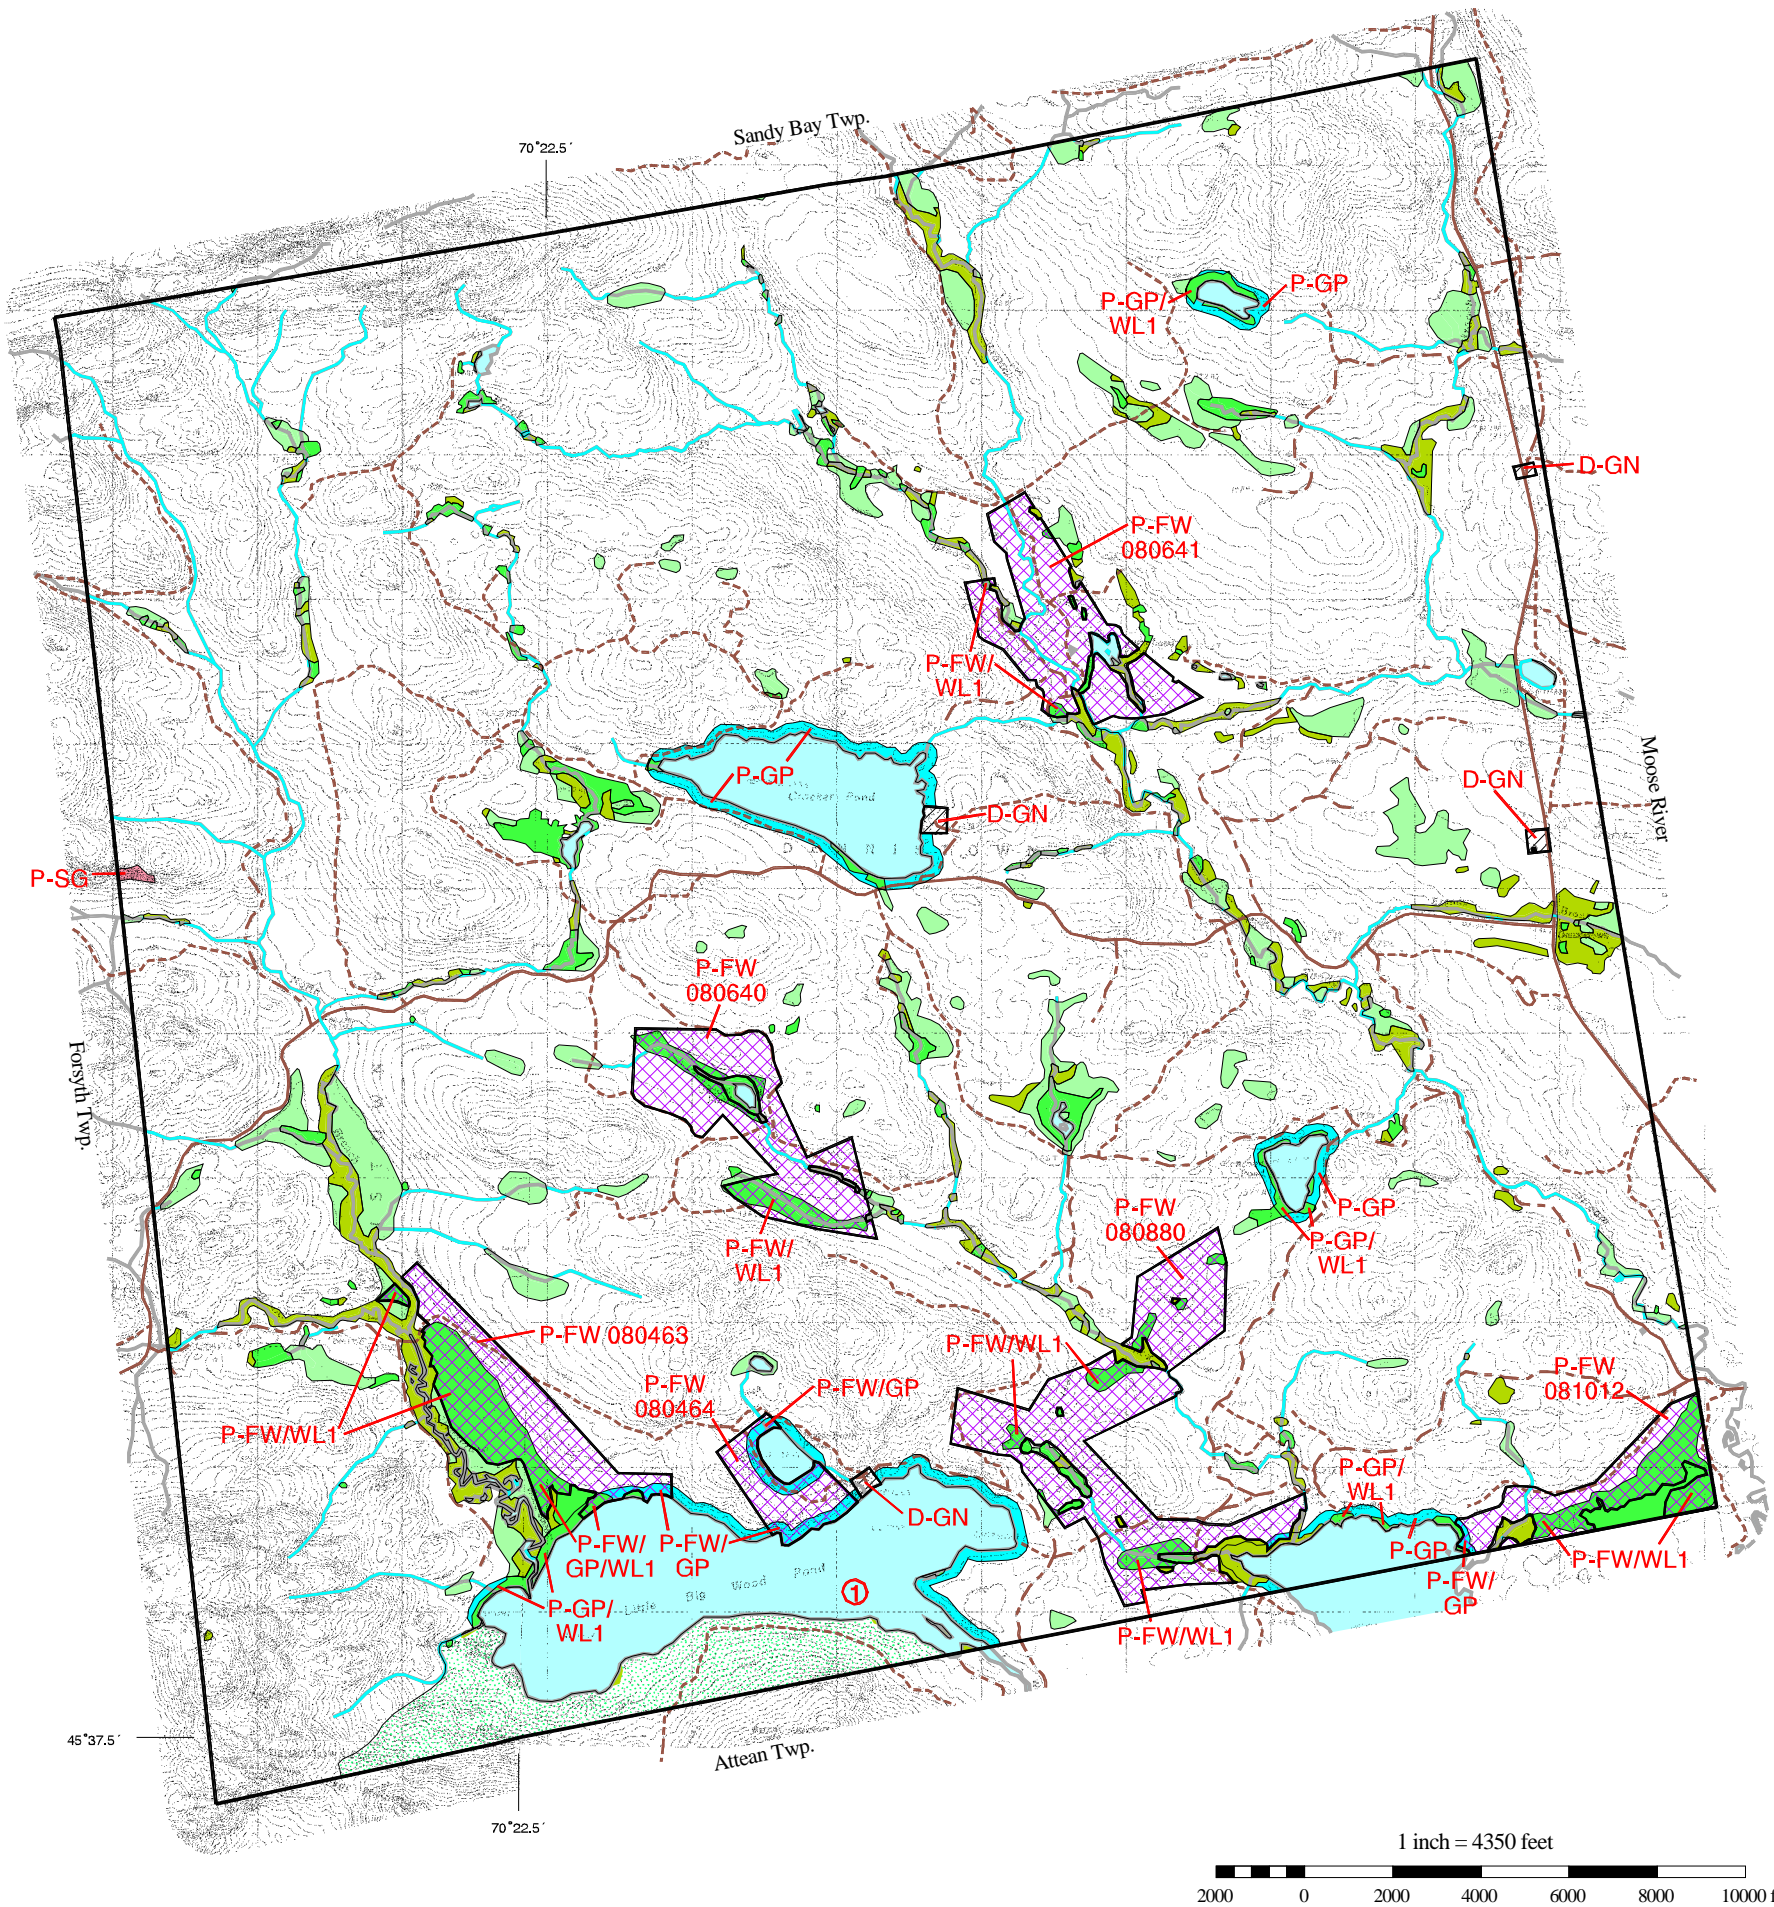 Sandy Bay Twp.
70°22.5′
P-GP/
WL1
P-GP
D-GN
P-FW
080641
P-FW/
WL1
Moose River
P-GP
Crocker Pond
D-GN
D-GN
P-SG
P-FW
080640
Forsyth Twp.
P-FW/
WL1
P-FW
080880
P-GP
P-GP/
WL1
P-FW 080463
P-FW/WL1
P-FW
080464
P-FW/GP
P-FW/WL1
P-FW
081012
P-GP/
WL1
D-GN
P-FW/
GP/WL1
P-FW/
GP
P-GP
P-FW/WL1
P-FW/
GP
Little Big Wood Pond
1
P-GP/
WL1
P-FW/WL1
45°37.5′
Attean Twp.
70°22.5′
1 inch = 4350 feet
2000 0 2000 4000 6000 8000 10000 f